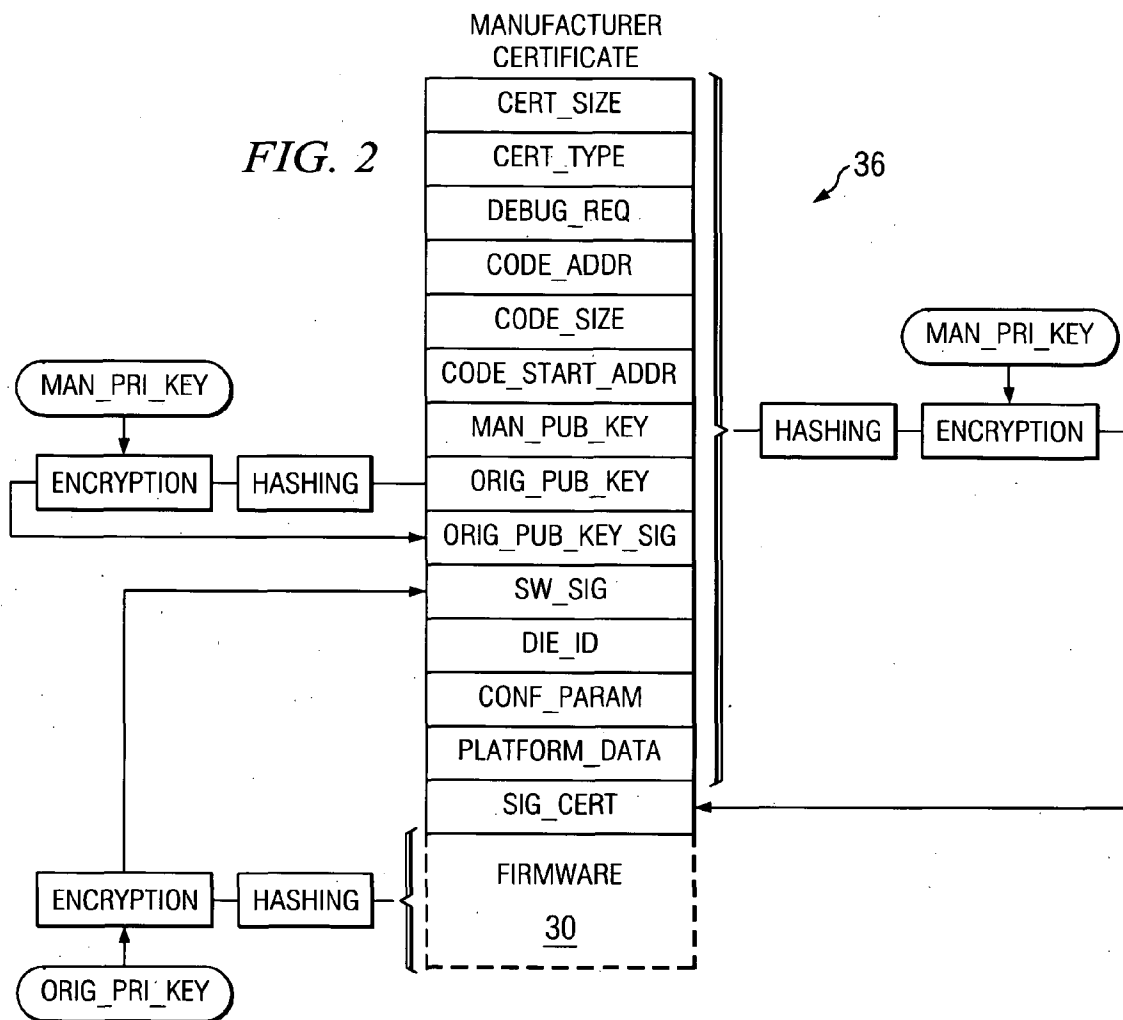 MANUFACTURER
CERTIFICATE
FIG. 2
36
CERT_SIZE
CERT_TYPE
DEBUG_REQ
CODE_ADDR
CODE_SIZE
CODE_START_ADDR
MAN_PUB_KEY
ORIG_PUB_KEY
ORIG_PUB_KEY_SIG
SW_SIG
DIE_ID
CONF_PARAM
PLATFORM_DATA
SIG_CERT
FIRMWARE
30
MAN_PRI_KEY
ENCRYPTION
HASHING
MAN_PRI_KEY
HASHING
ENCRYPTION
ENCRYPTION
HASHING
ORIG_PRI_KEY